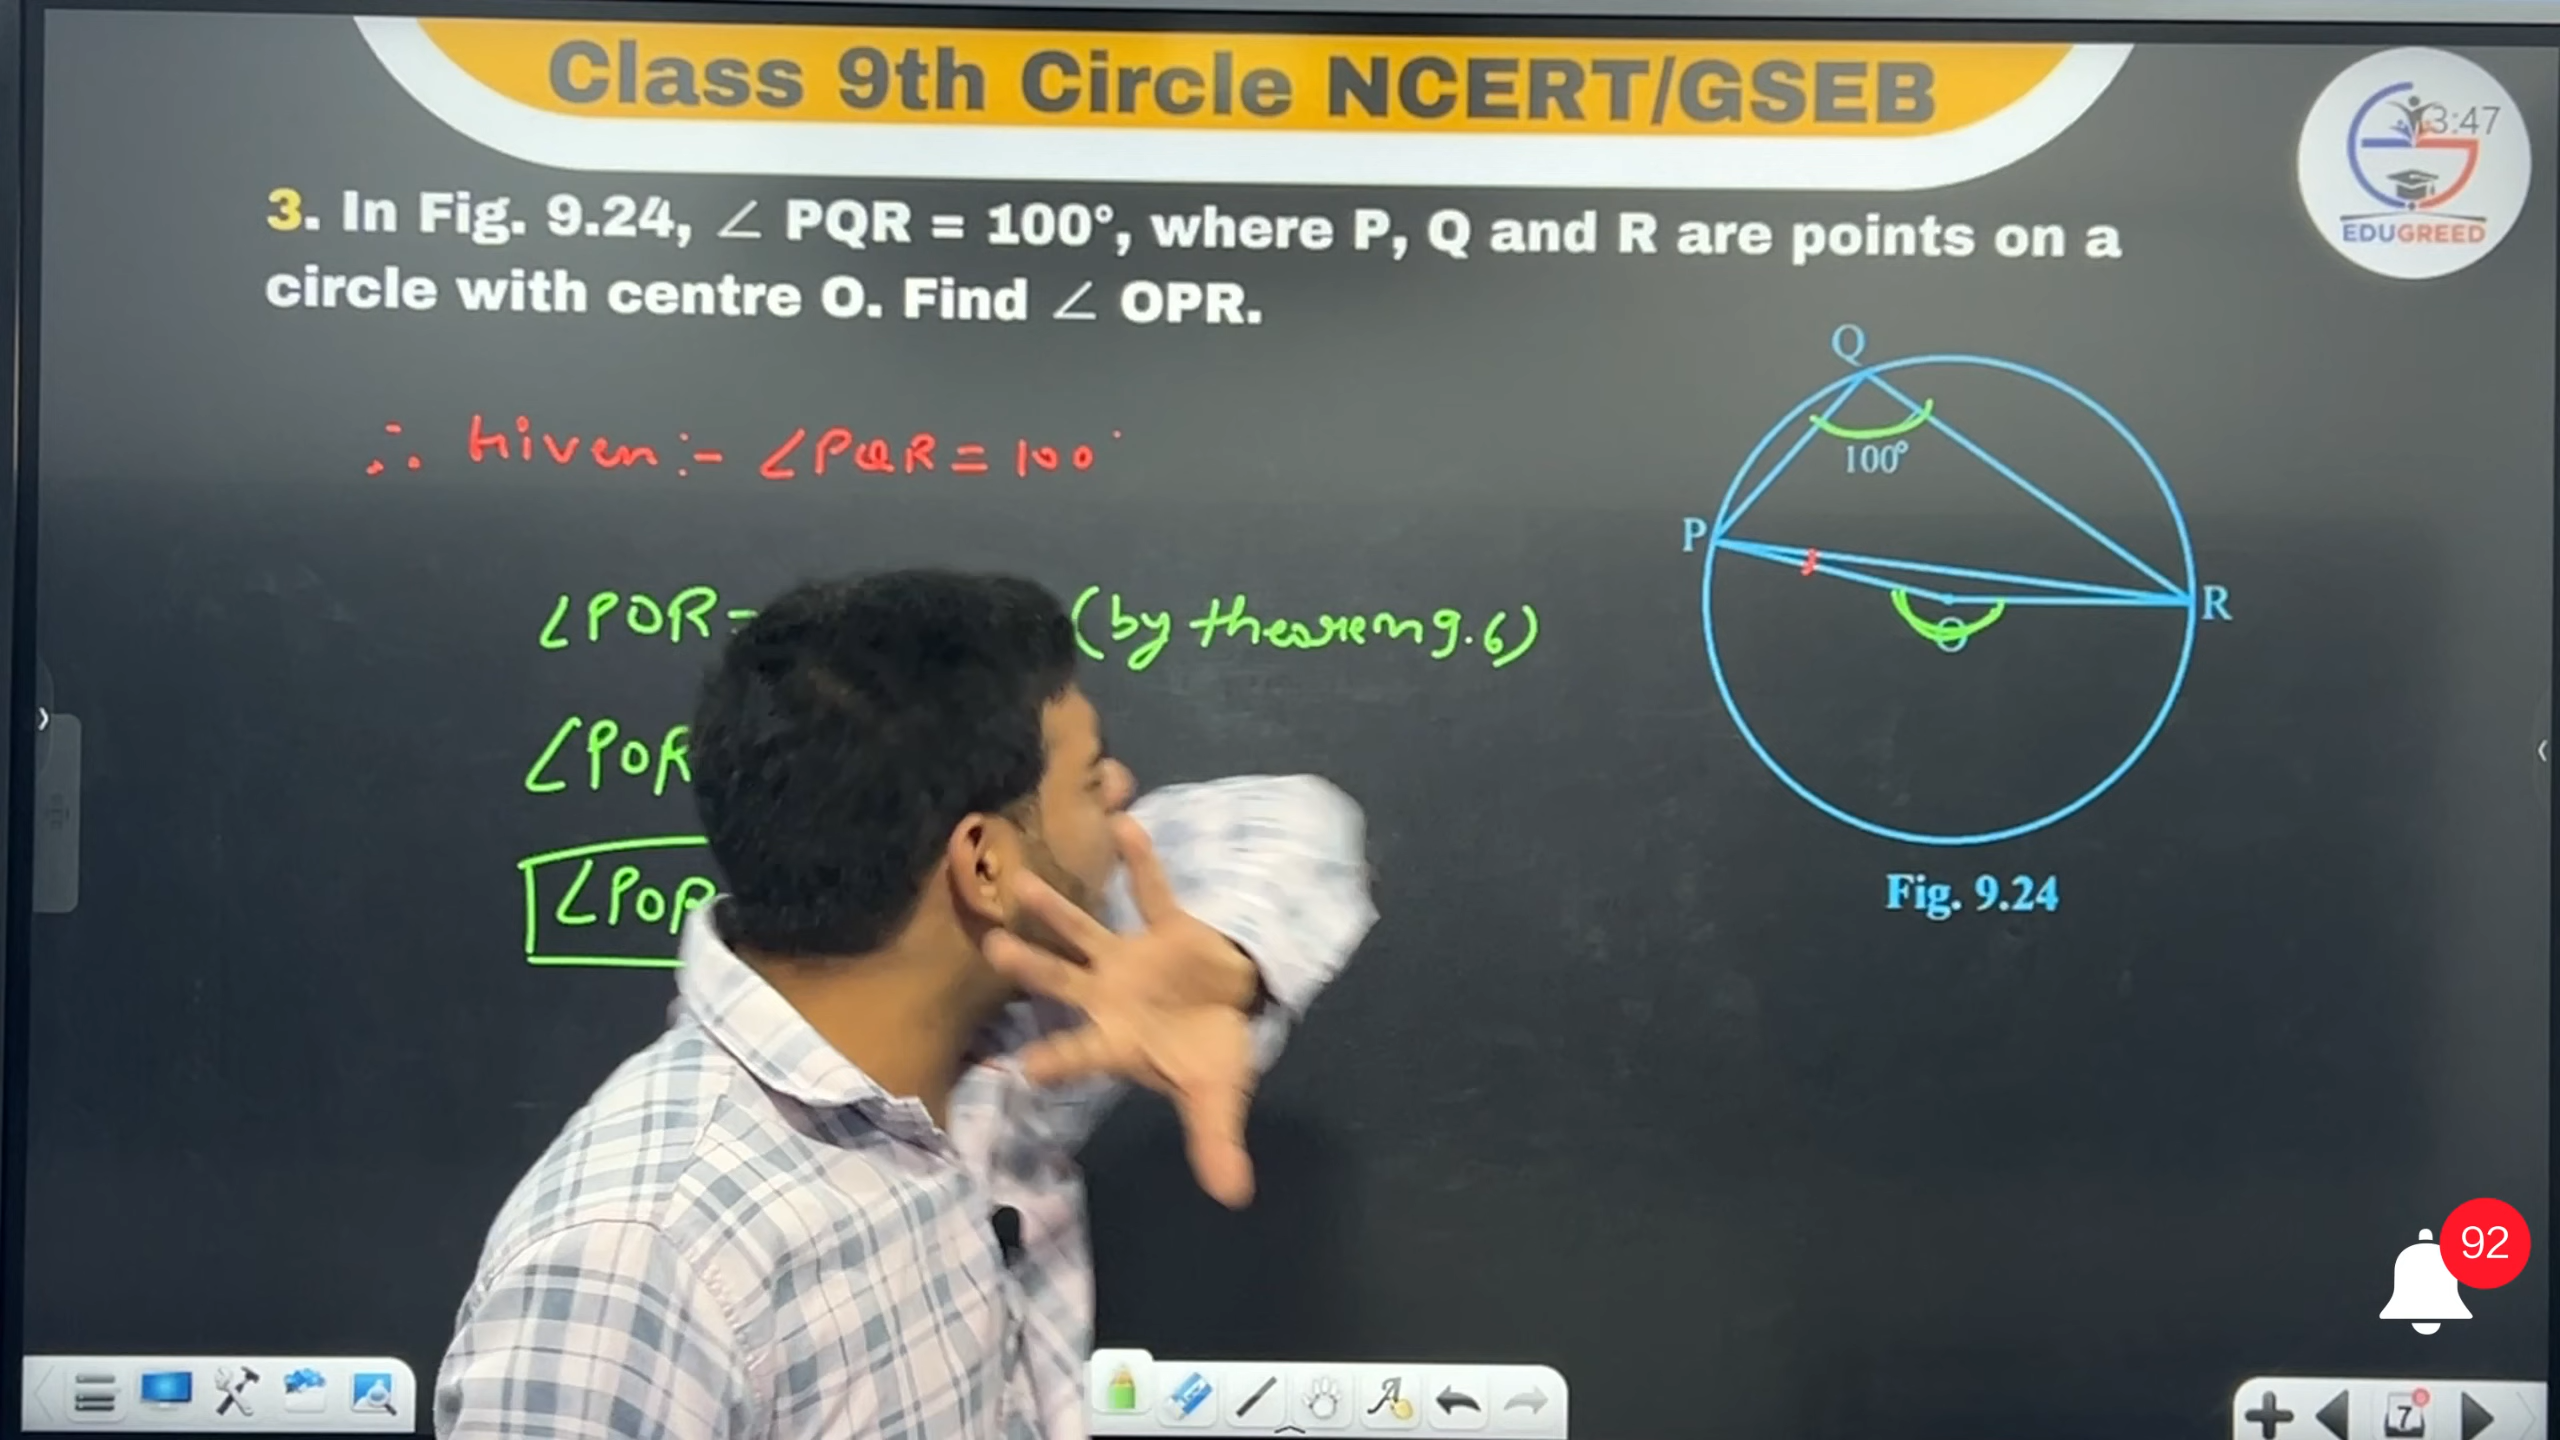 Class 9th Circle NCERT/GSEB
3:47
EDUGREED
3. In Fig. 9.24, ∠ PQR = 100°, where P, Q and R are points on a
circle with centre O. Find ∠ OPR.
∴ Given:- ∠PQR = 100°
Q
100°
P
R
O
Fig. 9.24
∠POR = (by theorem 9.6)
∠POR
∠POR
92
7